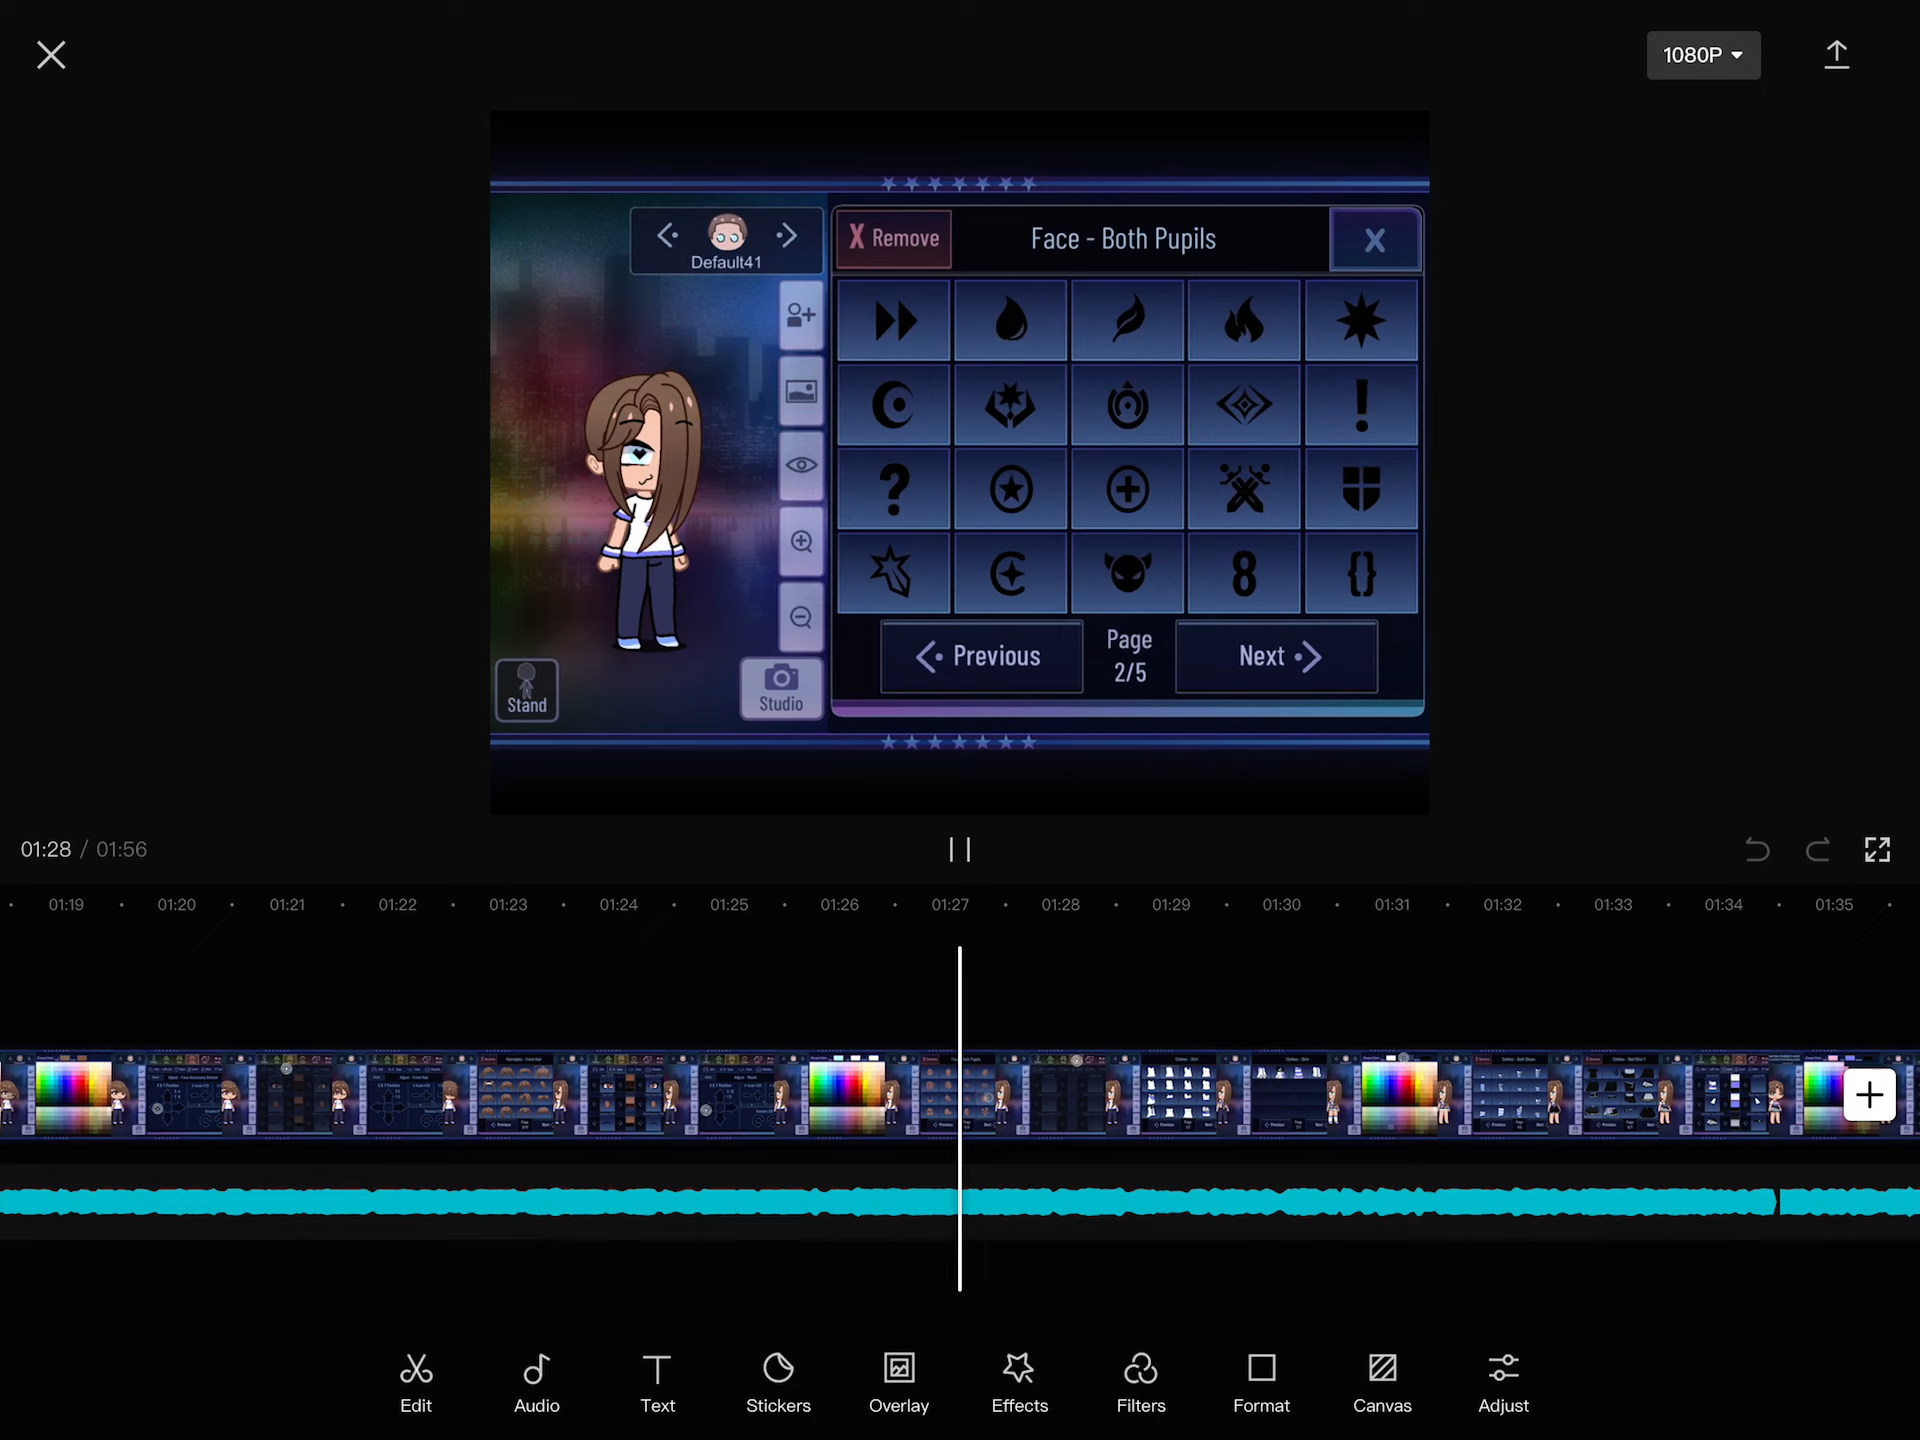 1080P
Default41
X Remove
Face - Both Pupils
X
!
?
8
{}
Previous
Page
2/5
Next
Stand
Studio
01:28 / 01:56
01:19 01:20 01:21 01:22 01:23 01:24 01:25 01:26 01:27 01:28 01:29 01:30 01:31 01:32 01:33 01:34 01:35
Edit Audio Text Stickers Overlay Effects Filters Format Canvas Adjust